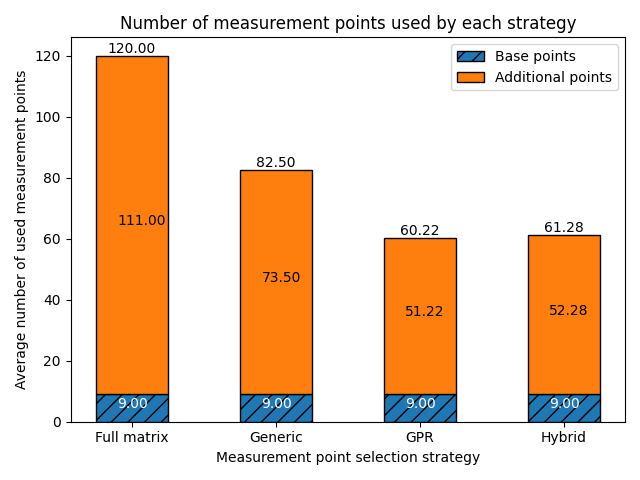 Number of measurement points used by each strategy
Base points
Additional points
Average number of used measurement points
120
100
80
60
40
20
0
120.00
82.50
60.22
61.28
111.00
73.50
51.22
52.28
9.00
9.00
9.00
9.00
Full matrix
Generic
GPR
Hybrid
Measurement point selection strategy